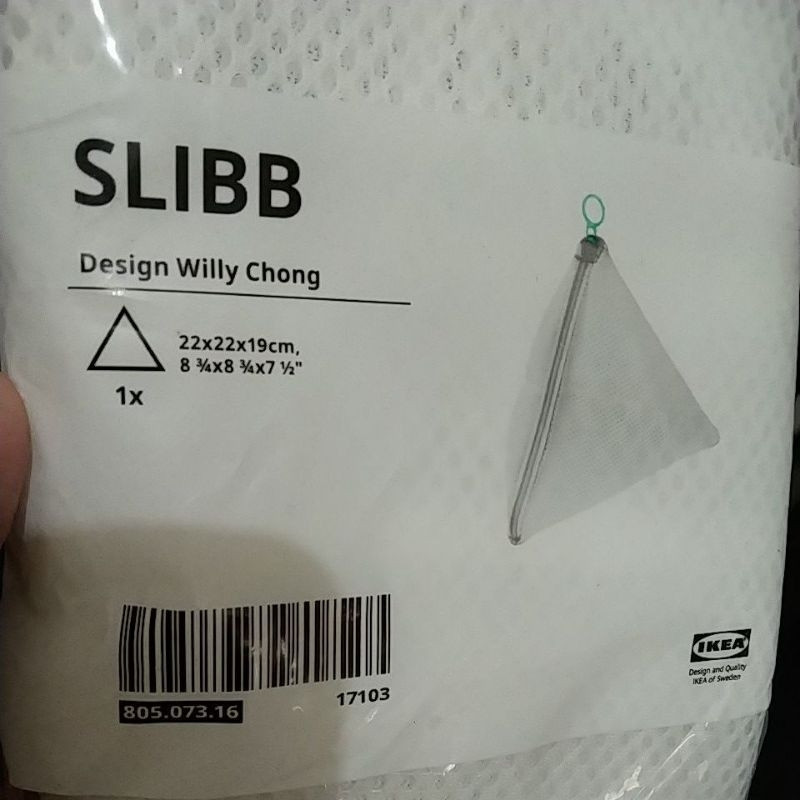 SLIBB
Design Willy Chong
22x22x19cm,
8 ¾x8 ¾x7 ½"
1x
805.073.16
17103
IKEA
Design and Quality
IKEA of Sweden